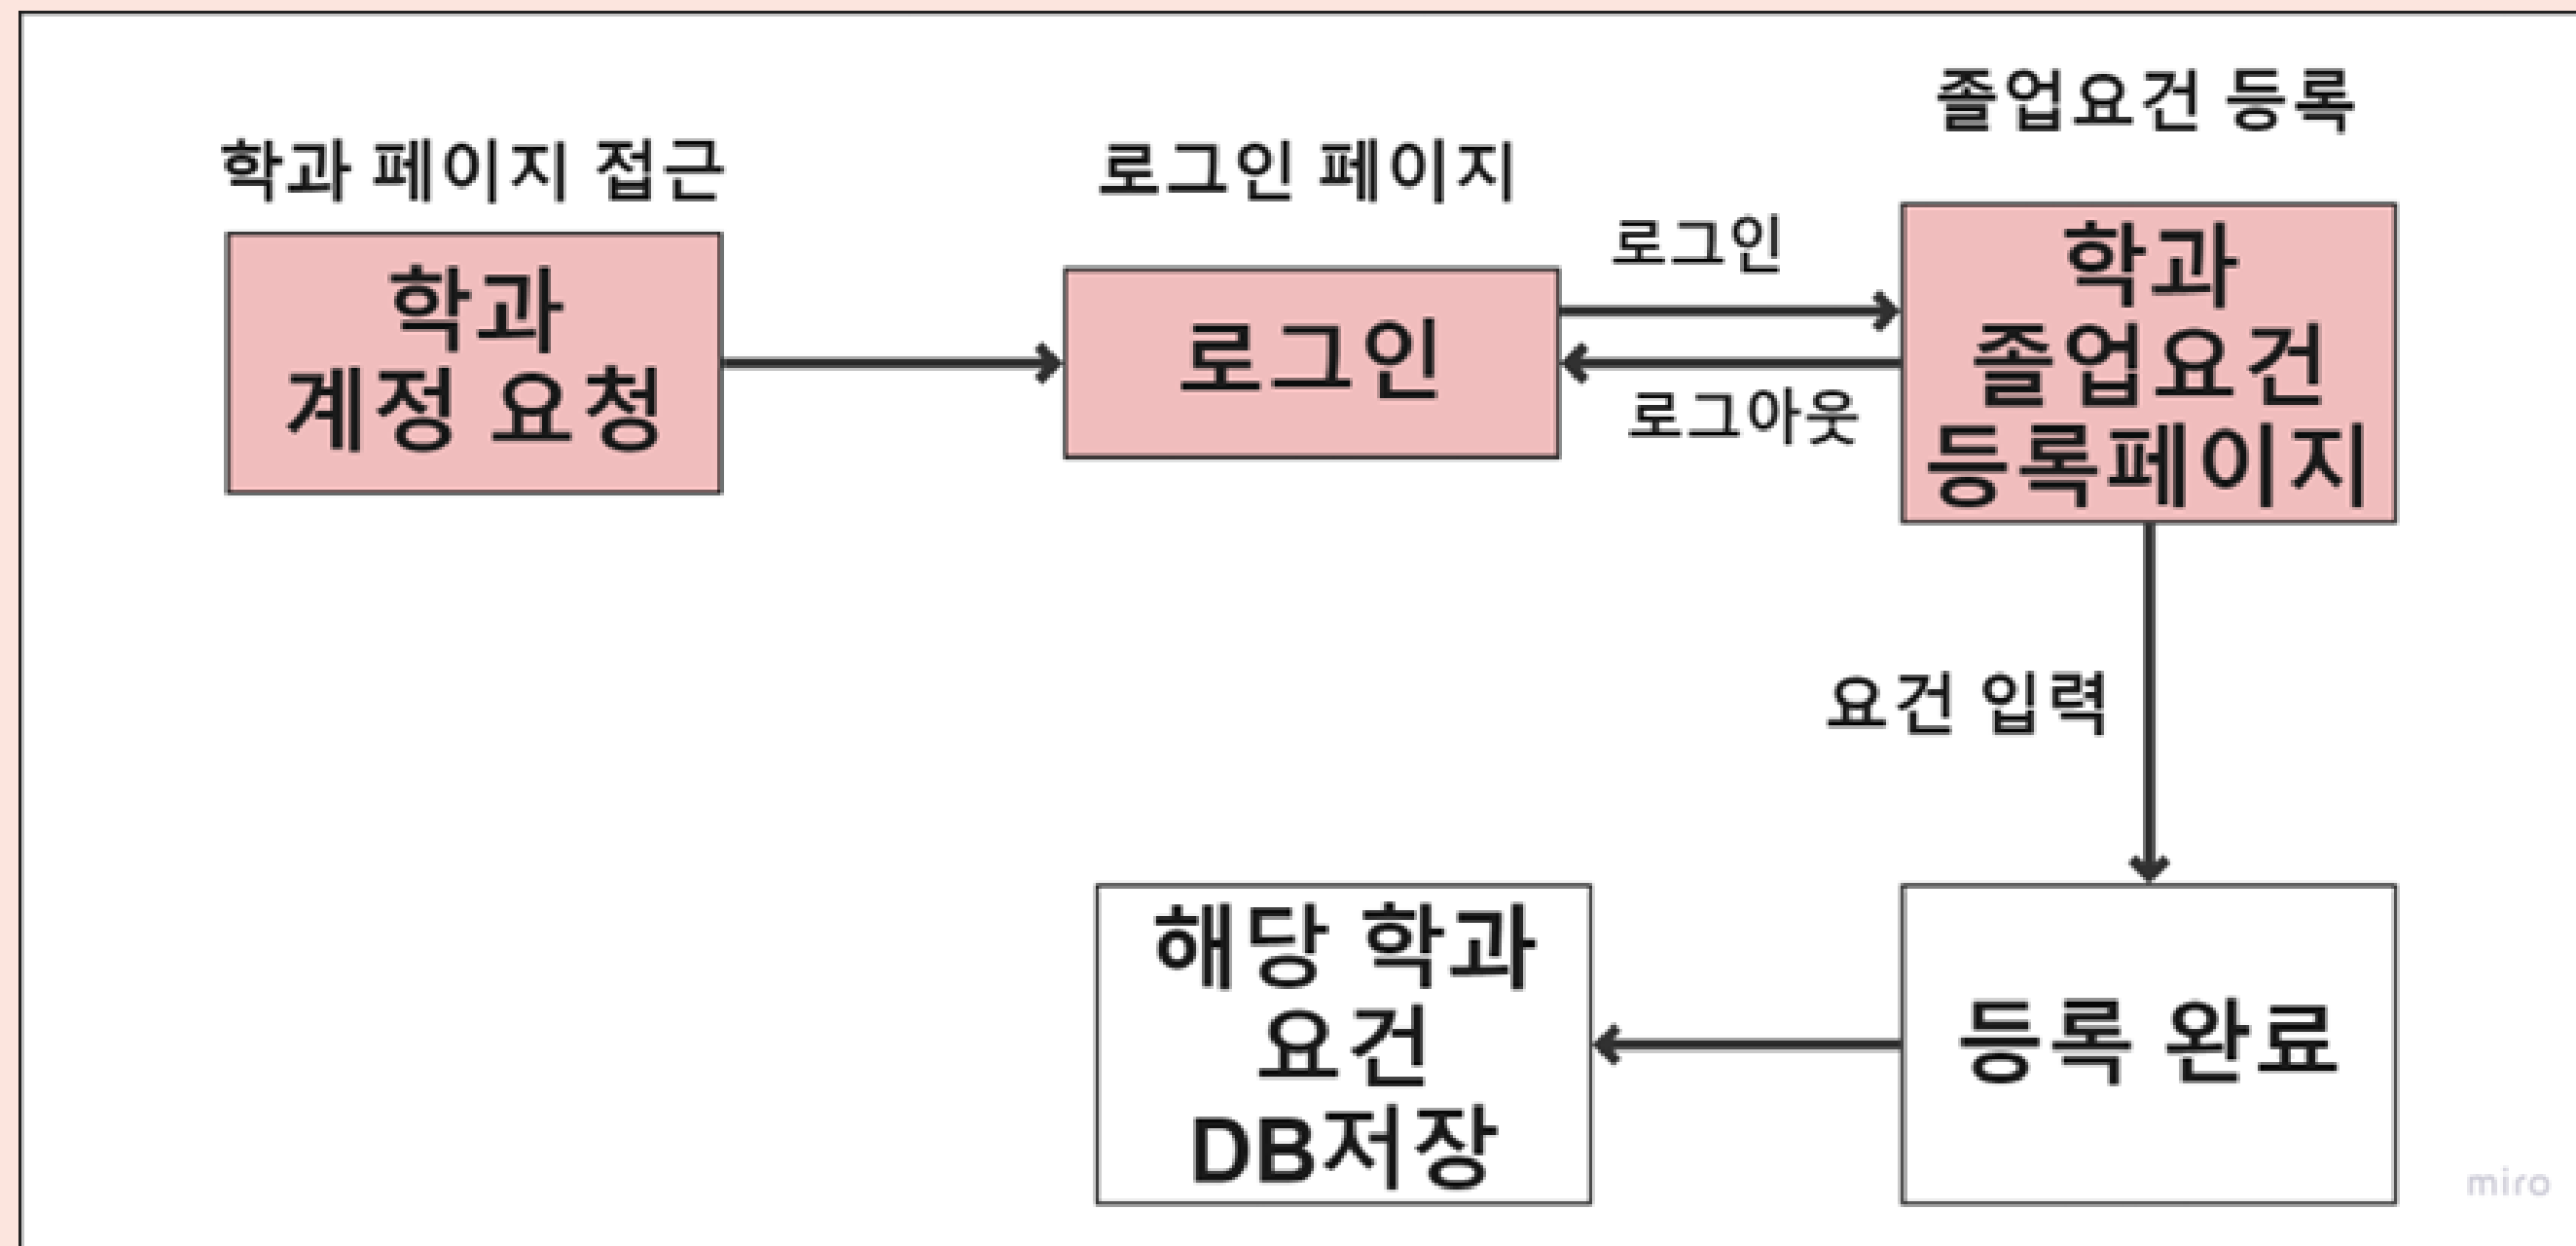 졸업요건 등록
학과 페이지 접근
로그인 페이지
학과
계정 요청
로그인
로그인
로그아웃
학과
졸업요건
등록페이지
요건 입력
해당 학과
요건
DB저장
등록 완료
miro